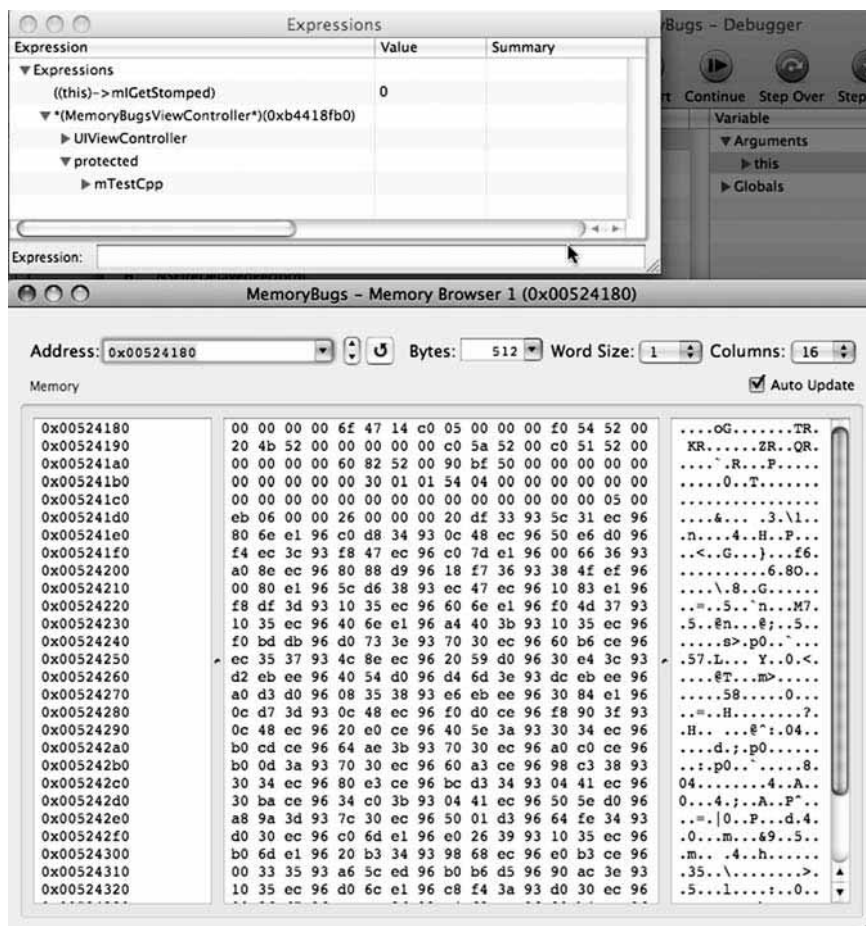 Expressions
Bugs - Debugger
Expression Value Summary
Expressions
((this)->mIGetStomped) 0
*(MemoryBugsViewController*)(0xb4418fb0)
UIViewController
protected
mTestCpp
Expression:
Continue Step Over Step
Variable
Arguments
this
Globals
MemoryBugs - Memory Browser 1 (0x00524180)
Address: 0x00524180 Bytes: 512 Word Size: 1 Columns: 16
Memory Auto Update
0x00524180 00 00 00 00 6f 47 14 c0 05 00 00 00 f0 54 52 00 ....oG.......TR.
0x00524190 20 4b 52 00 00 00 00 00 c0 5a 52 00 c0 51 52 00 KR......ZR..QR.
0x005241a0 00 00 00 00 60 82 52 00 90 bf 50 00 00 00 00 00 ....`.R...P.....
0x005241b0 00 00 00 00 30 01 01 54 04 00 00 00 00 00 00 00 ....0..T........
0x005241c0 00 00 00 00 00 00 00 00 00 00 00 00 00 00 05 00 ................
0x005241d0 eb 06 00 00 26 00 00 00 20 df 33 93 5c 31 ec 96 ....&... .3.\1..
0x005241e0 80 6e e1 96 c0 d8 34 93 0c 48 ec 96 50 e6 d0 96 .n....4..H..P...
0x005241f0 f4 ec 3c 93 f8 47 ec 96 c0 7d e1 96 00 66 36 93 ..<..G...}...f6.
0x00524200 a0 8e ec 96 80 88 d9 96 18 f7 36 93 38 4f ef 96 ..........6.8O..
0x00524210 00 80 e1 96 5c d6 38 93 ec 47 ec 96 10 83 e1 96 ....\.8..G......
0x00524220 f8 df 3d 93 10 35 ec 96 60 6e e1 96 f0 4d 37 93 ..=..5..`n...M7.
0x00524230 10 35 ec 96 40 6e e1 96 a4 40 3b 93 10 35 ec 96 .5..@n...@;..5..
0x00524240 f0 bd db 96 d0 73 3e 93 70 30 ec 96 60 b6 ce 96 .....s>.p0..`...
0x00524250 ec 35 37 93 4c 8e ec 96 20 59 d0 96 30 e4 3c 93 .57.L... Y..0.<.
0x00524260 d2 eb ee 96 40 54 d0 96 d4 6d 3e 93 dc eb ee 96 ....@T...m>.....
0x00524270 a0 d3 d0 96 08 35 38 93 e6 eb ee 96 30 84 e1 96 .....58.....0...
0x00524280 0c d7 3d 93 0c 48 ec 96 f0 d0 ce 96 f8 90 3f 93 ..=..H........?.
0x00524290 0c 48 ec 96 20 e0 ce 96 40 5e 3a 93 30 34 ec 96 .H.. ...@^:.04..
0x005242a0 b0 cd ce 96 64 ae 3b 93 70 30 ec 96 a0 c0 ce 96 ....d.;.p0......
0x005242b0 b0 0d 3a 93 70 30 ec 96 60 a3 ce 96 98 c3 38 93 ..:.p0..`.....8.
0x005242c0 30 34 ec 96 80 e3 ce 96 bc d3 34 93 04 41 ec 96 04........4..A..
0x005242d0 30 ba ce 96 34 c0 3b 93 04 41 ec 96 50 5e d0 96 0...4.;..A..P^..
0x005242e0 a8 9a 3d 93 7c 30 ec 96 50 01 d3 96 64 fe 34 93 ..=.|0..P...d.4.
0x005242f0 d0 30 ec 96 c0 6d e1 96 e0 26 39 93 10 35 ec 96 .0...m...&9..5..
0x00524300 b0 6d e1 96 20 b3 34 93 98 68 ec 96 e0 b3 ce 96 .m.. .4..h......
0x00524310 00 33 35 93 a6 5c ed 96 b0 b6 d5 96 90 ac 3e 93 .35..\........>.
0x00524320 10 35 ec 96 d0 6c e1 96 c8 f4 3a 93 d0 30 ec 96 .5...l....:..0..